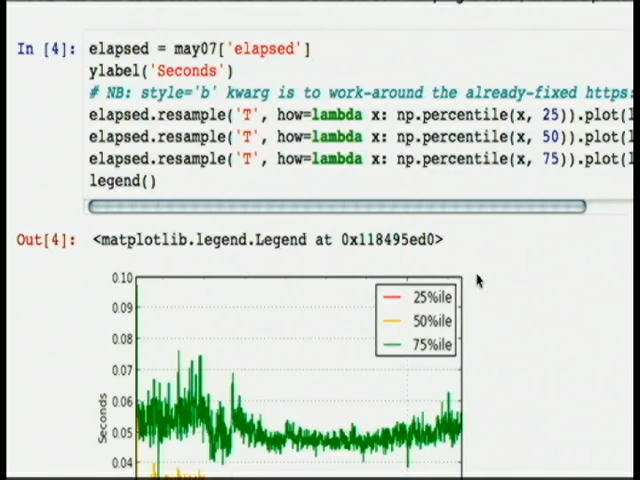 In [4]: elapsed = may07['elapsed']
ylabel('Seconds')
# NB: style='b' kwarg is to work-around the already-fixed https:
elapsed.resample('T', how=lambda x: np.percentile(x, 25)).plot(l
elapsed.resample('T', how=lambda x: np.percentile(x, 50)).plot(l
elapsed.resample('T', how=lambda x: np.percentile(x, 75)).plot(l
legend()
Out[4]: <matplotlib.legend.Legend at 0x118495ed0>
0.10
25%ile
0.09
50%ile
0.08
75%ile
0.07
0.06
0.05
0.04
Seconds